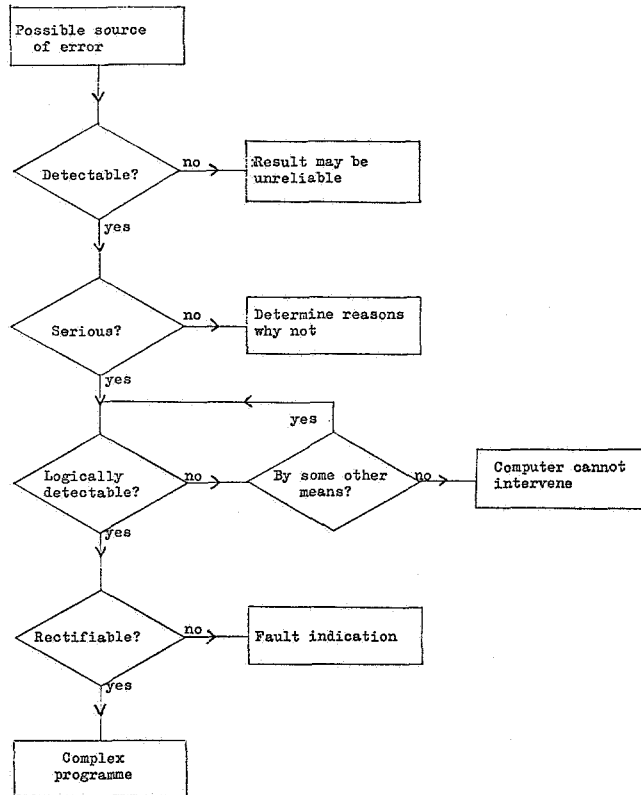 Possible source
of error
Detectable?
no
Result may be
unreliable
yes
Serious?
no
Determine reasons
why not
yes
yes
Logically
detectable?
no
By some other
means?
no
Computer cannot
intervene
yes
Rectifiable?
no
Fault indication
yes
Complex
programme